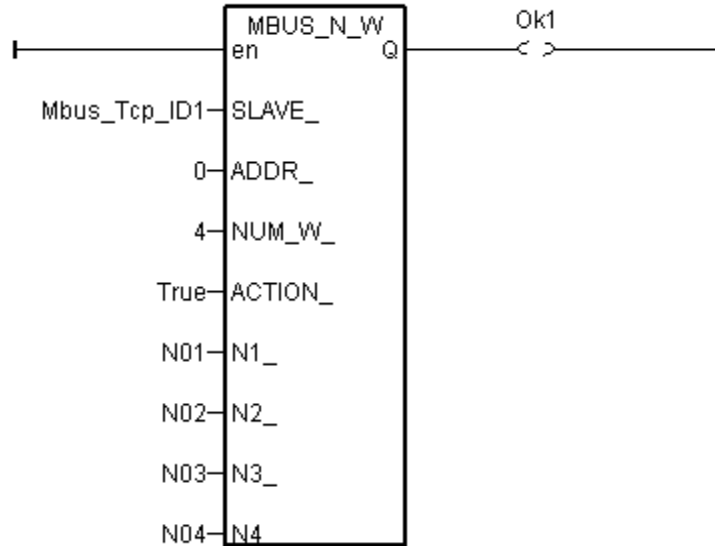 MBUS_N_W
Ok1
en
Q
Mbus_Tcp_ID1
SLAVE_
0
ADDR_
4
NUM_W_
True
ACTION_
N01
N1_
N02
N2_
N03
N3_
N04
N4